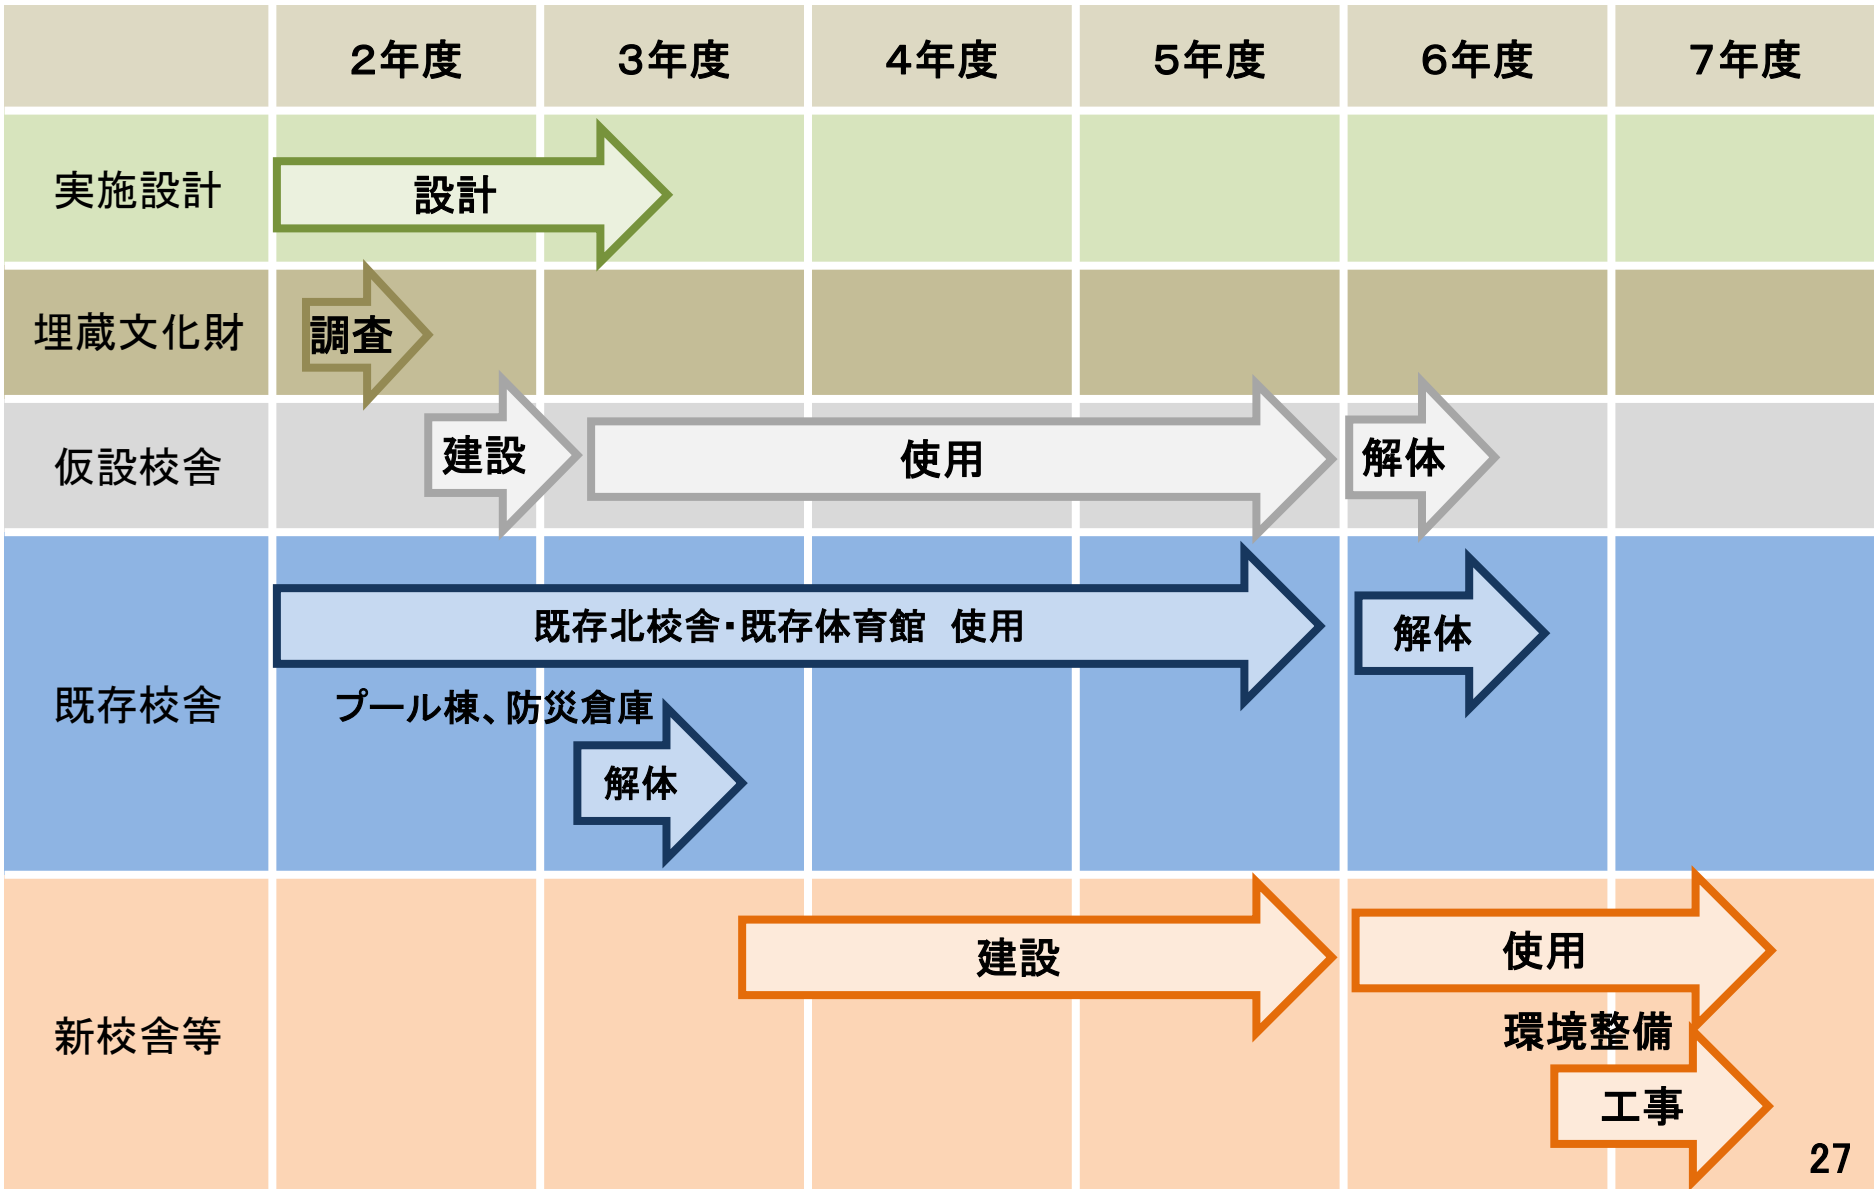 ２年度
３年度
４年度
５年度
６年度
７年度
実施設計
設計
埋蔵文化財
調査
仮設校舎
建設
使用
解体
既存校舎
既存北校舎・既存体育館　使用
解体
プール棟、防災倉庫
解体
新校舎等
建設
使用
環境整備
工事
27